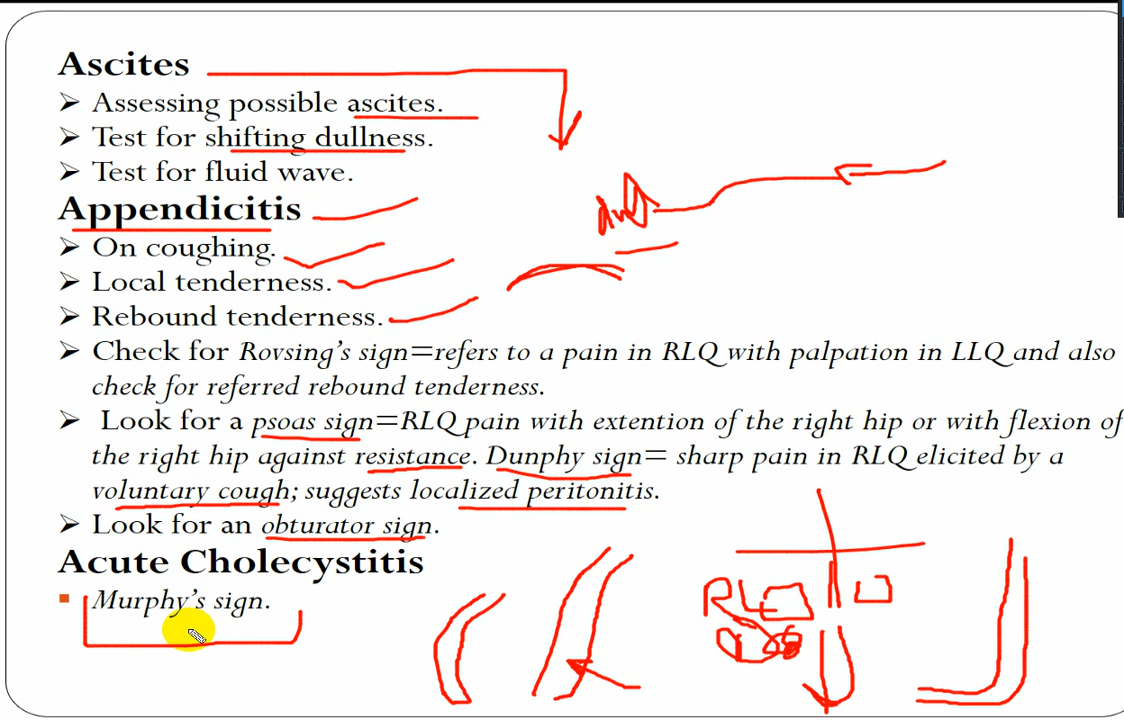 Ascites
➢ Assessing possible ascites.
➢ Test for shifting dullness.
➢ Test for fluid wave.
Appendicitis
➢ On coughing.
➢ Local tenderness.
➢ Rebound tenderness.
➢ Check for Rovsing's sign=refers to a pain in RLQ with palpation in LLQ and also
check for referred rebound tenderness.
➢ Look for a psoas sign=RLQ pain with extention of the right hip or with flexion of
the right hip against resistance. Dunphy sign= sharp pain in RLQ elicited by a
voluntary cough; suggests localized peritonitis.
➢ Look for an obturator sign.
Acute Cholecystitis
▪ Murphy's sign.
RL